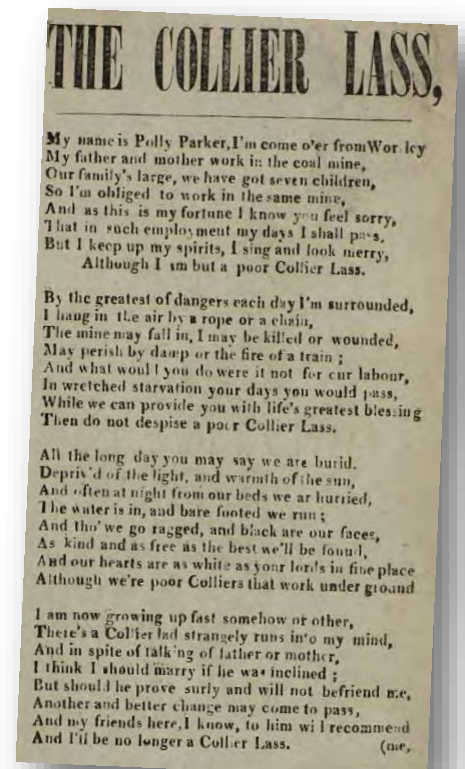 THE COLLIER LASS,
My name is Polly Parker, I'm come o'er from Wor ley
My father and mother work in the coal mine,
Our family's large, we have got seven children,
So I'm obliged to work in the same mine,
And as this is my fortune I know you feel sorry,
That in such employment my days I shall pass,
But I keep up my spirits, I sing and look merry,
Although I am but a poor Collier Lass.
By the greatest of dangers each day I'm surrounded,
I hang in the air by a rope or a chain,
The mine may fall in, I may be killed or wounded,
May perish by damp or the fire of a train ;
And what would you do were it not for our labour,
In wretched starvation your days you would pass,
While we can provide you with life's greatest blessing
Then do not despise a poor Collier Lass.
All the long day you may say we are burid.
Depriv'd of the light, and warmth of the sun,
And often at night from our beds we ar hurried,
The water is in, and bare footed we run ;
And tho' we go ragged, and black are our faces,
As kind and as free as the best we'll be found,
And our hearts are as white as your lords in fine place
Although we're poor Colliers that work under ground
I am now growing up fast somehow or other,
There's a Collier lad strangely runs into my mind,
And in spite of talking of father or mother,
I think I should marry if he was inclined ;
But should he prove surly and will not befriend me,
Another and better change may come to pass,
And my friends here, I know, to him will recommend
And I'll be no longer a Collier Lass. (me,